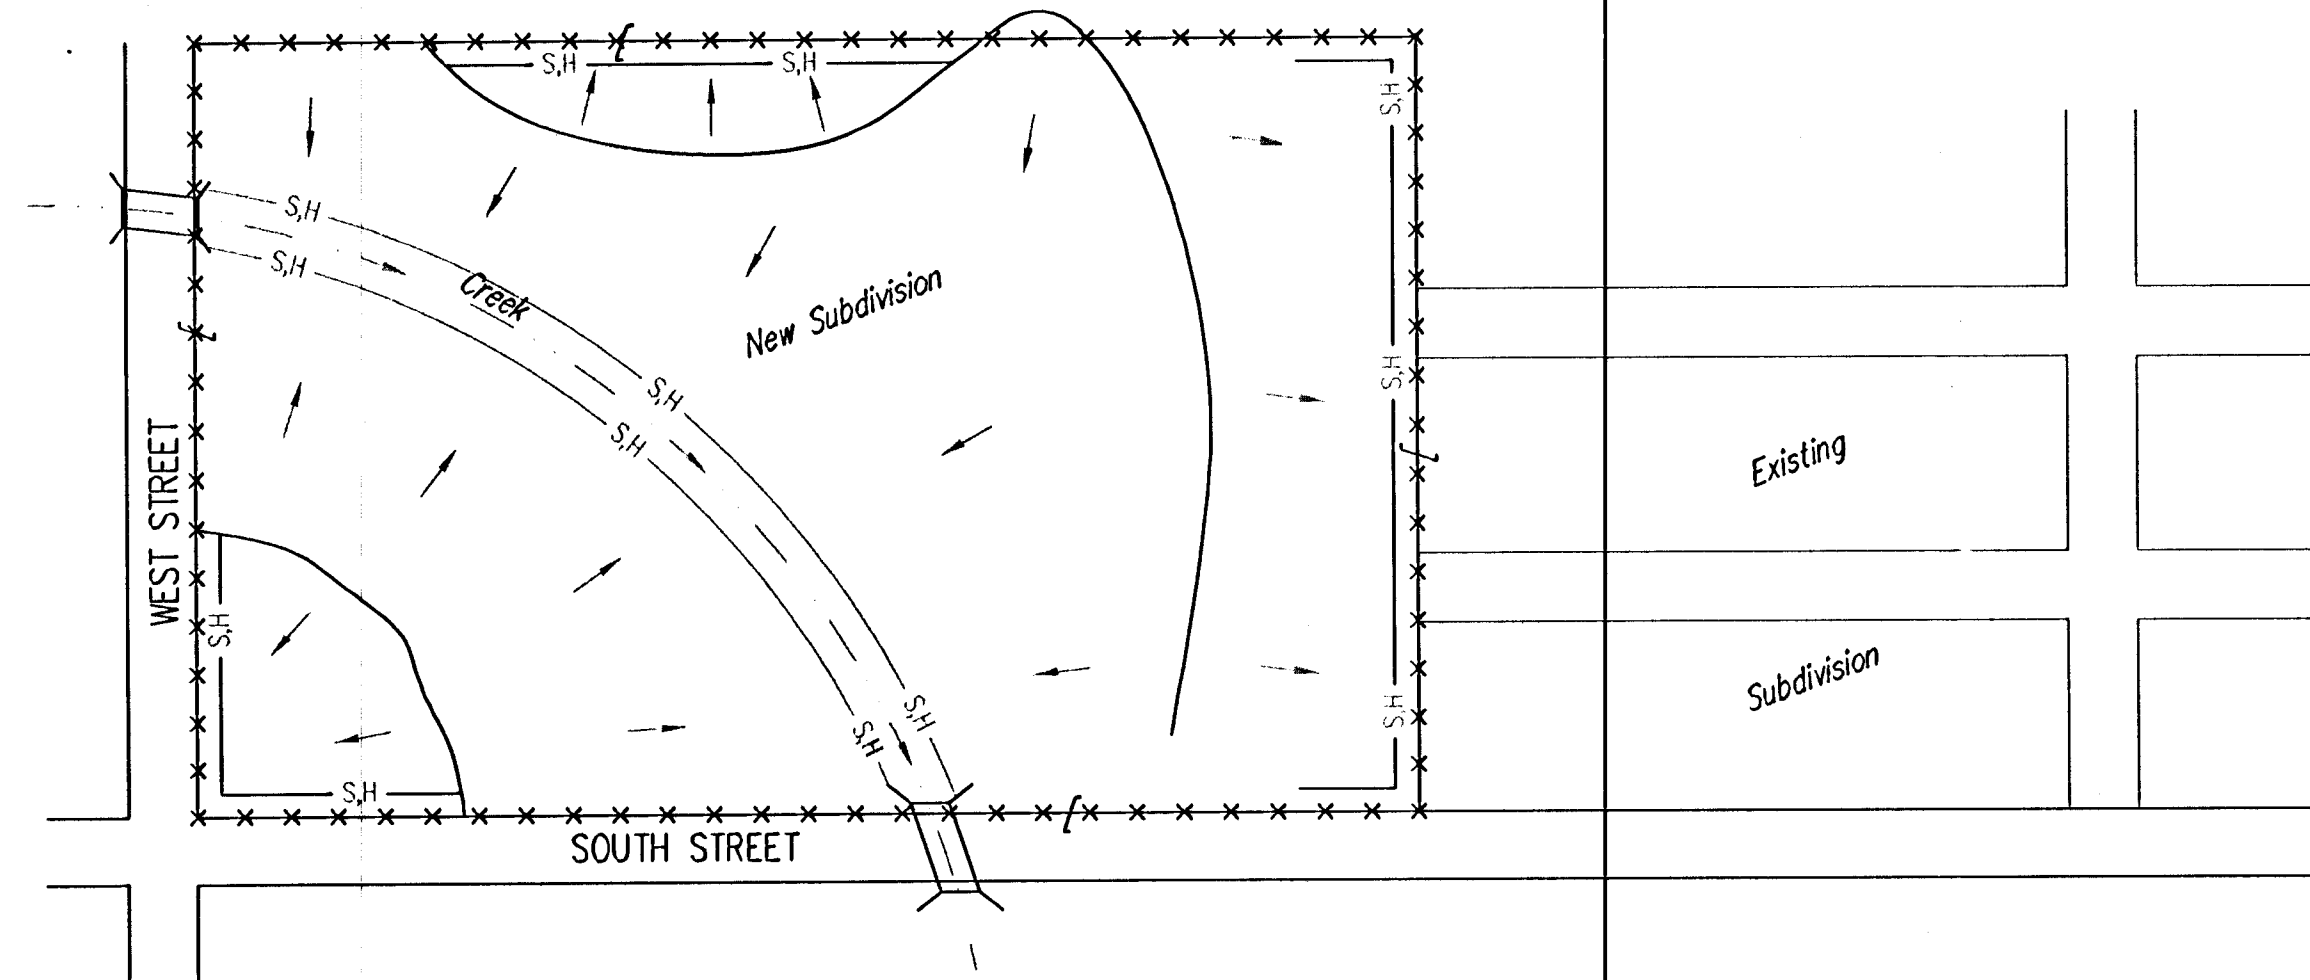 S,H
S,H
S,H
S,H
S,H
Creek
New Subdivision
S,H
S,H
S,H
WEST STREET
Existing
S,H
Subdivision
S,H
S,H
S,H
S,H
SOUTH STREET